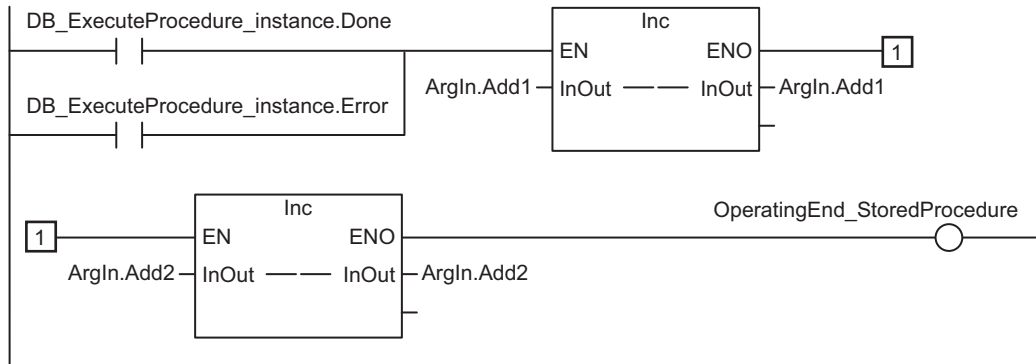 DB_ExecuteProcedure_instance.Done
Inc
EN ENO
1
ArgIn.Add1 InOut InOut ArgIn.Add1
DB_ExecuteProcedure_instance.Error
Inc
OperatingEnd_StoredProcedure
1
EN ENO
ArgIn.Add2 InOut InOut ArgIn.Add2